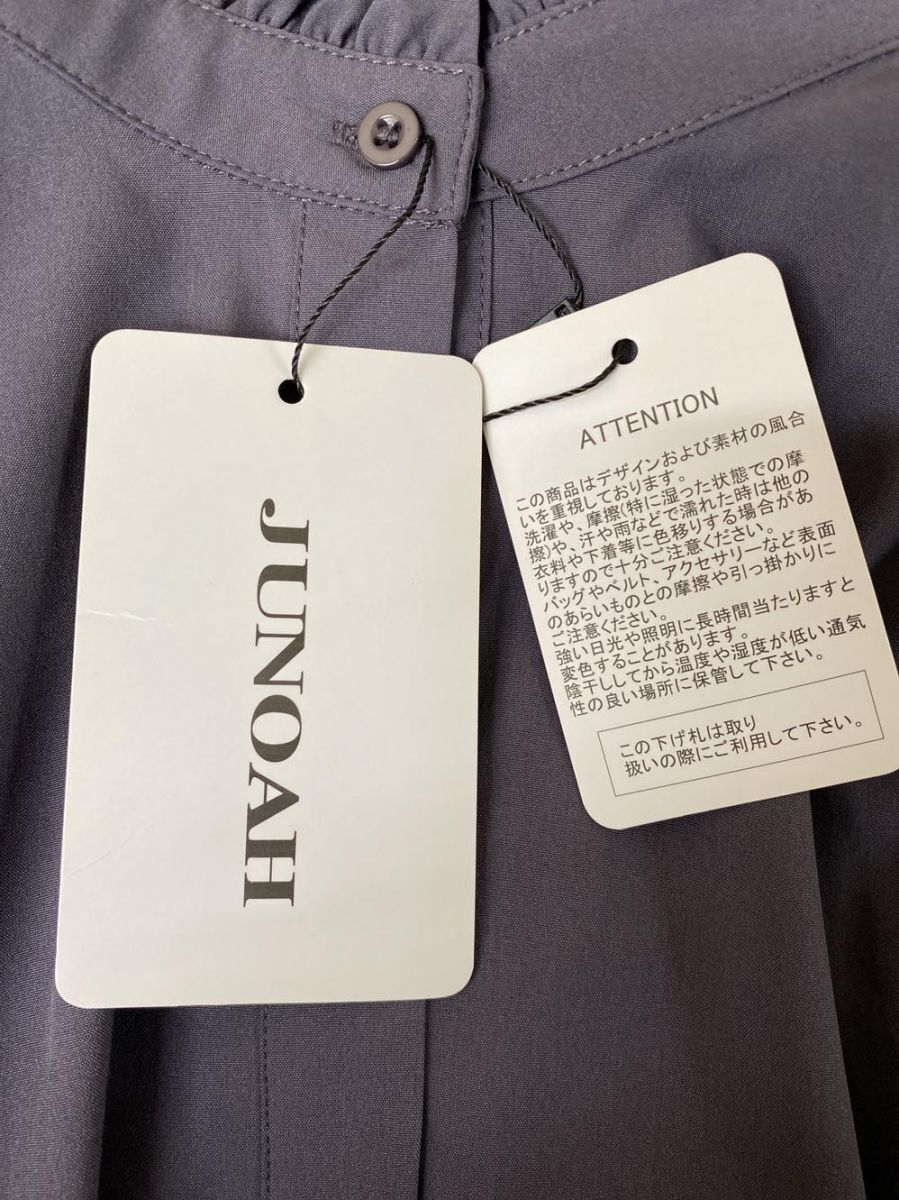 JUNOAH
ATTENTION
この商品はデザインおよび素材の風合
いを重視しております。
洗濯や、摩擦(特に湿った状態での摩
擦)や、汗や雨などで濡れた時は他の
衣料や下着等に色移りする場合があ
りますので十分ご注意ください。
バッグやベルト、アクセサリーなど表面
のあらいものとの摩擦や引っ掛かりに
ご注意ください。
強い日光や照明に長時間当たりますと
変色することがあります。
陰干ししてから温度や湿度が低い通気
性の良い場所に保管して下さい。
この下げ札は取り
扱いの際にご利用して下さい。